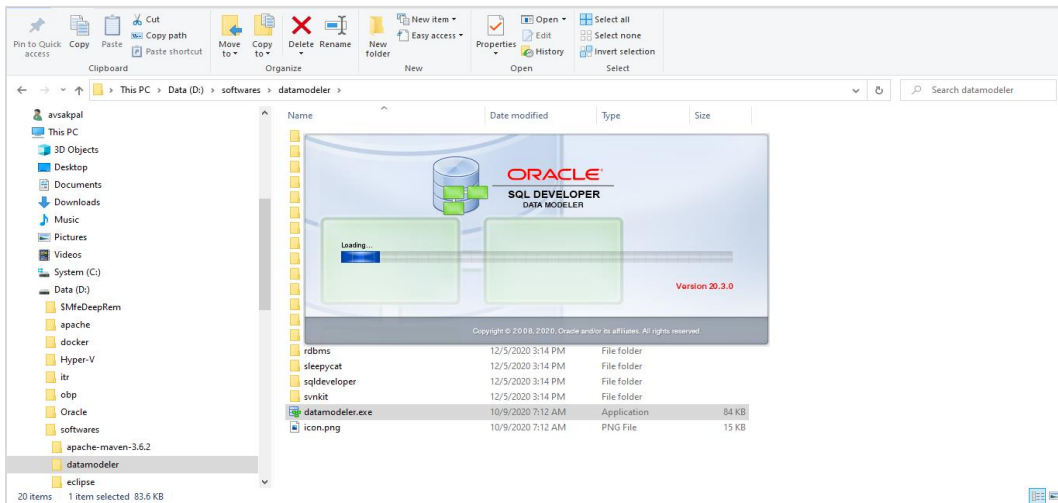 Cut
Copy path
Paste shortcut
Pin to Quick access
Copy
Paste
Clipboard
Move to
Copy to
Delete
Rename
Organize
New folder
New item
Easy access
New
Properties
Open
Edit
History
Open
Select all
Select none
Invert selection
Select
This PC > Data (D:) > softwares > datamodeler >
Search datamodeler
avsakpal
This PC
3D Objects
Desktop
Documents
Downloads
Music
Pictures
Videos
System (C:)
Data (D:)
$MfeDeepRem
apache
docker
Hyper-V
itr
obp
Oracle
softwares
apache-maven-3.6.2
datamodeler
eclipse
Name Date modified Type Size
ORACLE
SQL DEVELOPER
DATA MODELER
Loading...
Version 20.3.0
Copyright © 2008, 2020, Oracle and/or its affiliates. All rights reserved
rdbms 12/5/2020 3:14 PM File folder
sleepycat 12/5/2020 3:14 PM File folder
sqldeveloper 12/5/2020 3:14 PM File folder
svnkit 12/5/2020 3:14 PM File folder
datamodeler.exe 10/9/2020 7:12 AM Application 84 KB
icon.png 10/9/2020 7:12 AM PNG File 15 KB
20 items 1 item selected 83.6 KB